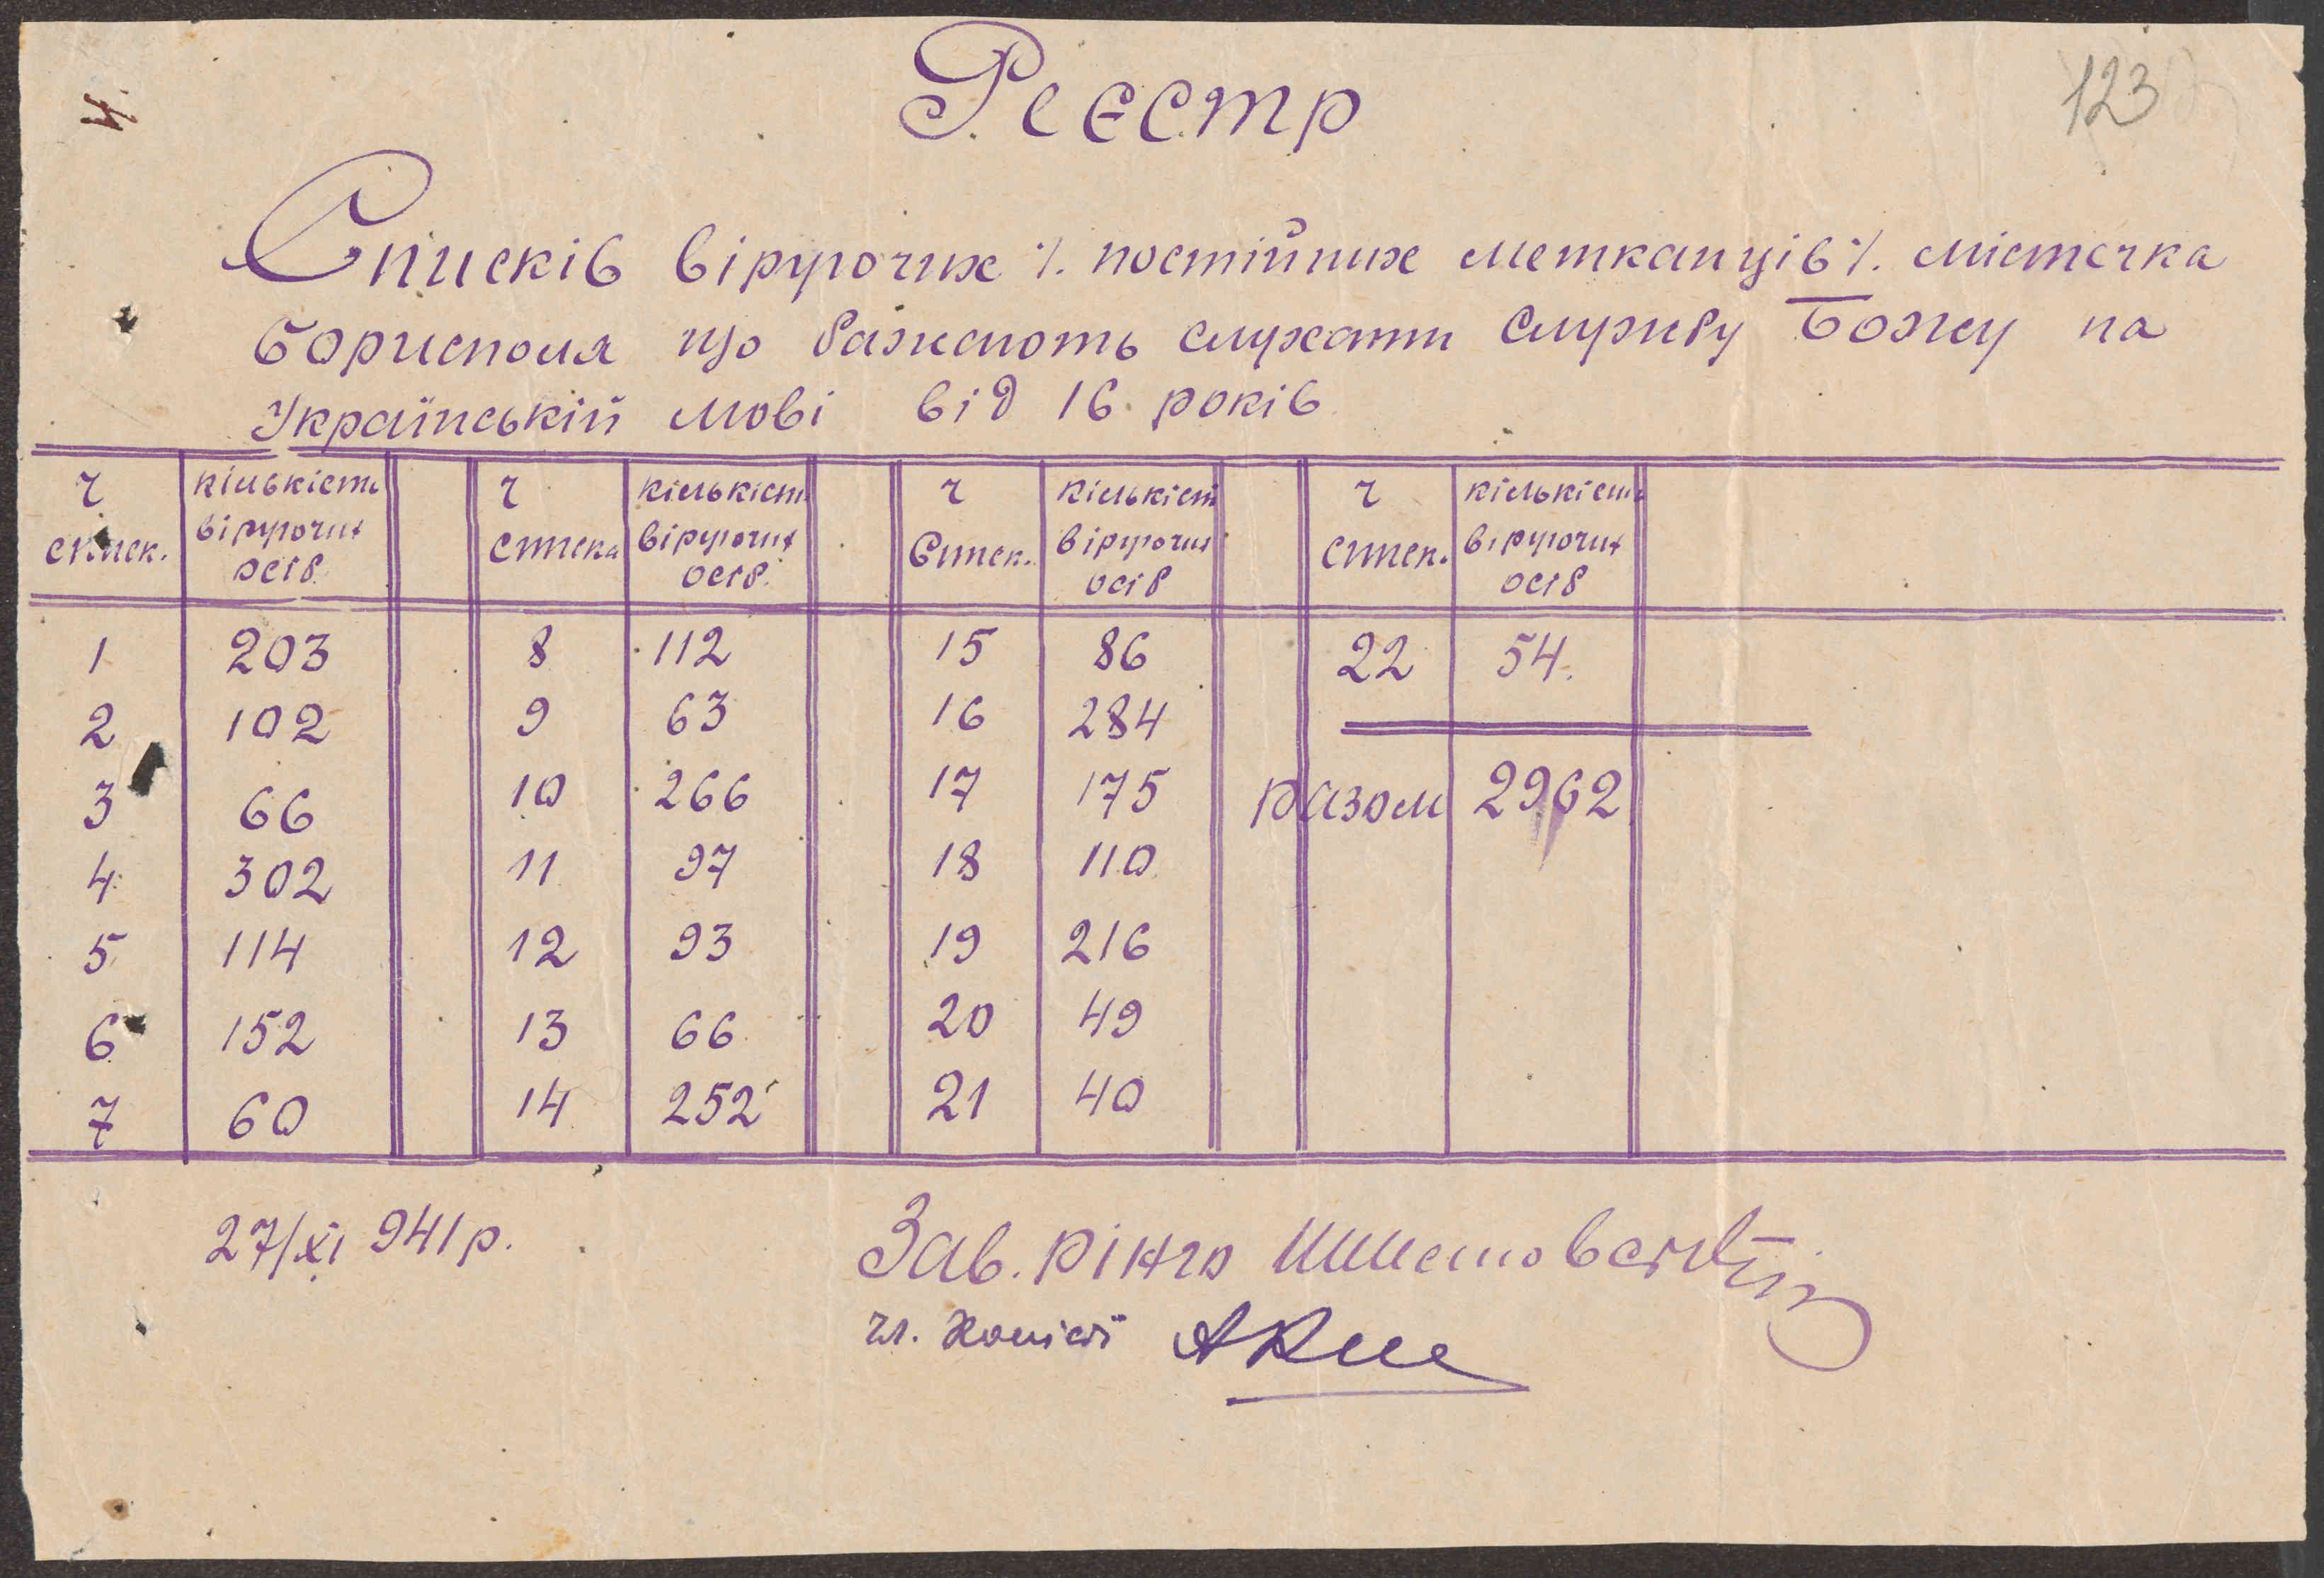 Реєстр
123
Списків віруючих ·/. постійних мешканців ·/. містечка
Борисполя що бажають слухати службу Божу на
Українській мові від 16 років
ч списк. кількість віруючих осіб ч списка кількість віруючих осіб ч списк. кількість віруючих осіб ч списк. кількість віруючих осіб
1 203 8 112 15 86 22 54.
2 102 9 63 16 284
3 66 10 266 17 175 разом 2962
4 302 11 97 18 110
5 114 12 93 19 216
6 152 13 66 20 49
7 60 14 252 21 40
27/XI 941 р.
Зав.
чл. комісії